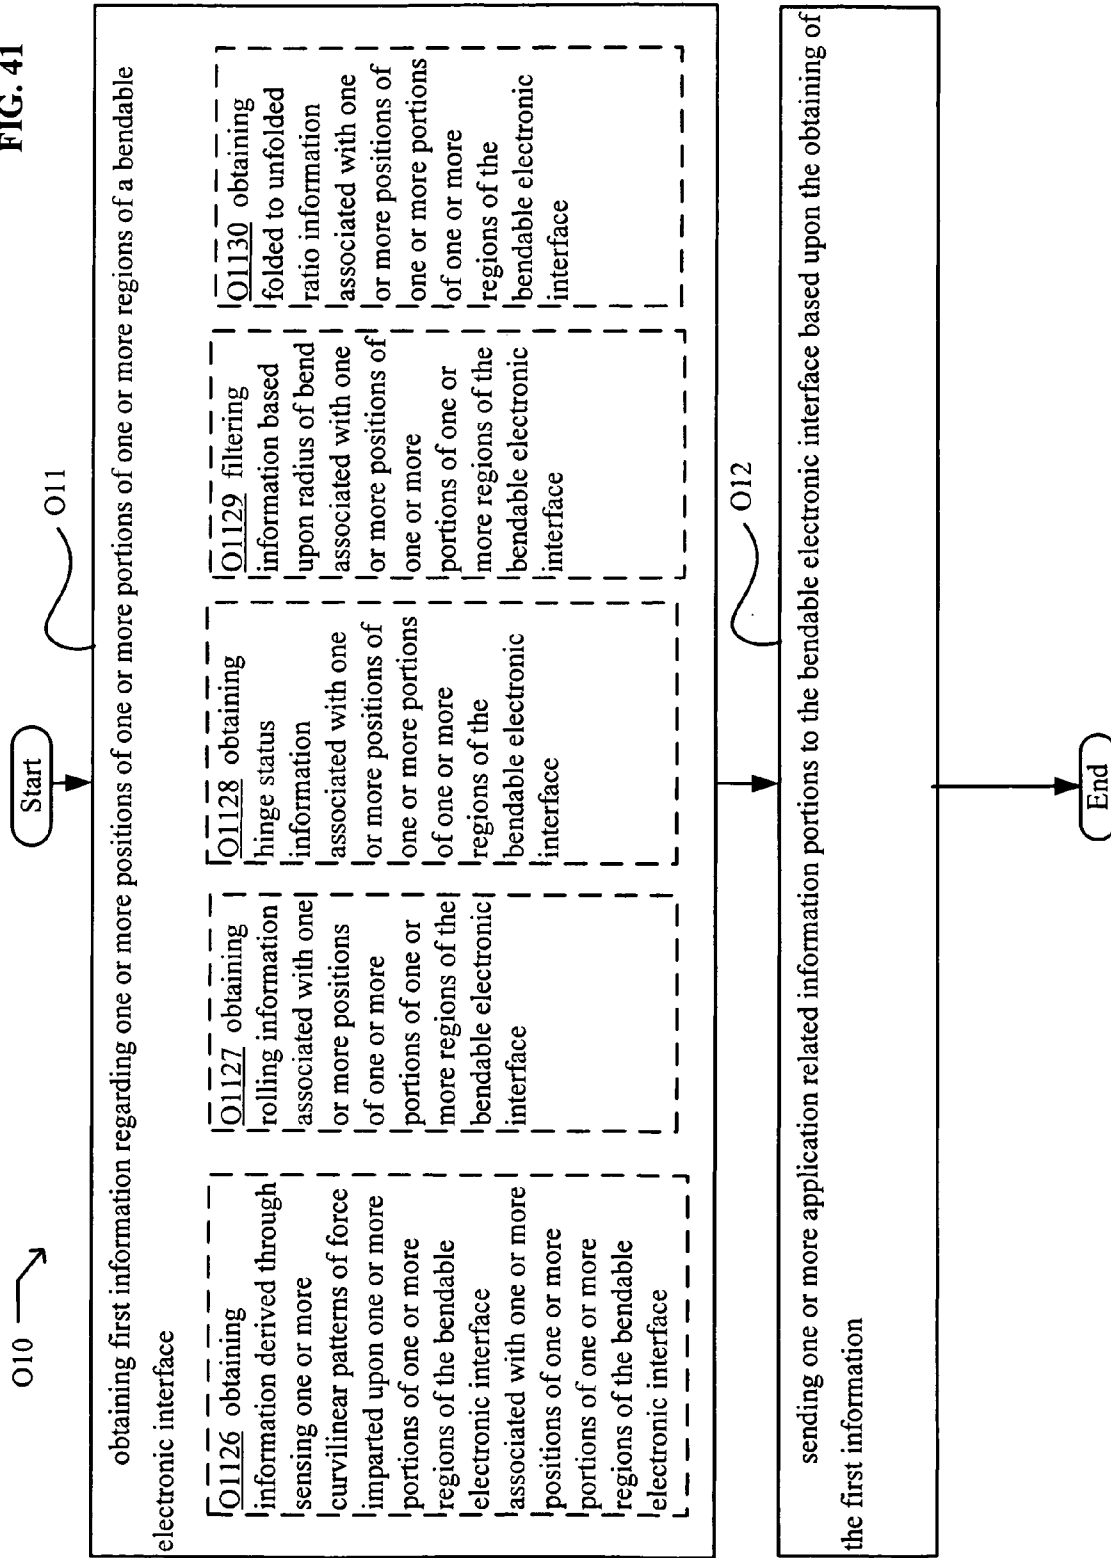 FIG. 41
O10
Start
O11
obtaining first information regarding one or more positions of one or more portions of one or more regions of a bendable
electronic interface
O1126 obtaining
information derived through
sensing one or more
curvilinear patterns of force
imparted upon one or more
portions of one or more
regions of the bendable
electronic interface
associated with one or more
positions of one or more
portions of one or more
regions of the bendable
electronic interface
O1127 obtaining
rolling information
associated with one
or more positions
of one or more
portions of one or
more regions of the
bendable electronic
interface
O1128 obtaining
hinge status
information
associated with one
or more positions of
one or more portions
of one or more
regions of the
bendable electronic
interface
O1129 filtering
information based
upon radius of bend
associated with one
or more positions of
one or more
portions of one or
more regions of the
bendable electronic
interface
O1130 obtaining
folded to unfolded
ratio information
associated with one
or more positions of
one or more portions
of one or more
regions of the
bendable electronic
interface
O12
sending one or more application related information portions to the bendable electronic interface based upon the obtaining of
the first information
End